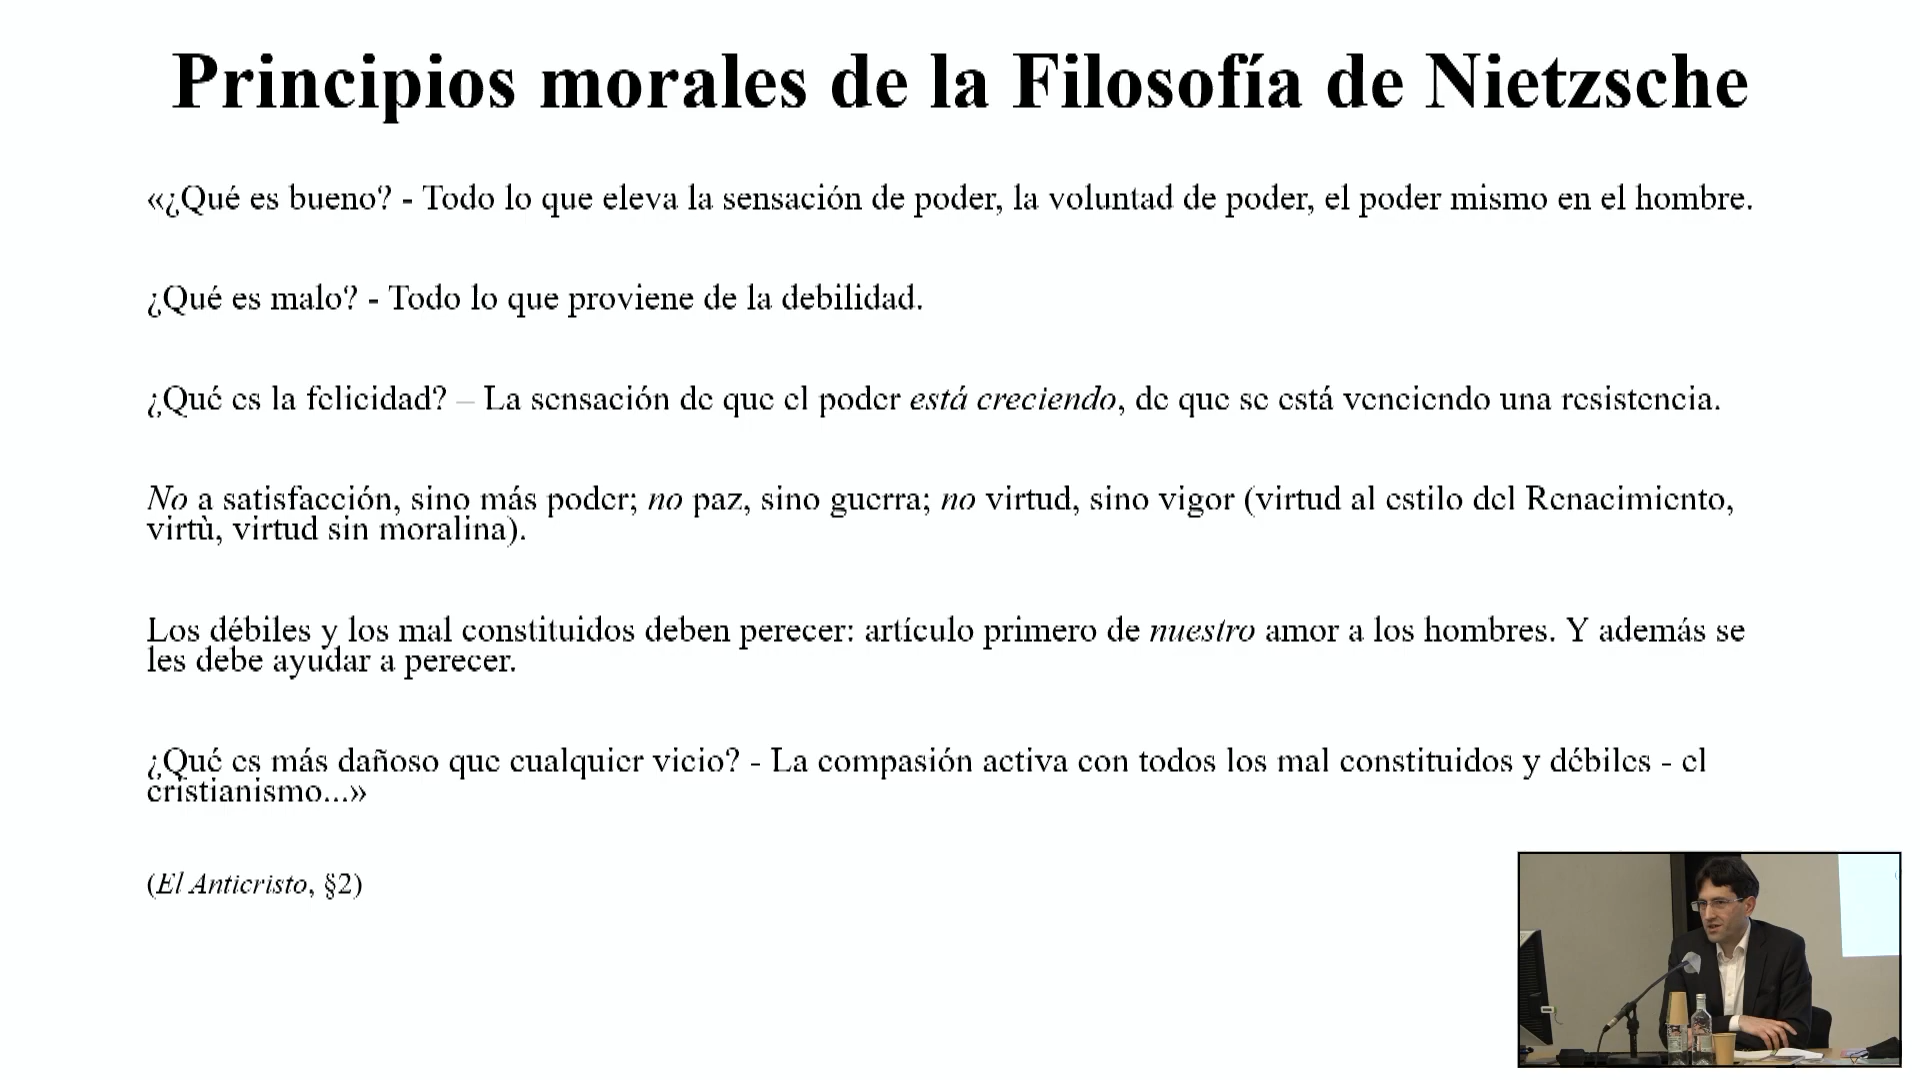 Principios morales de la Filosofía de Nietzsche
«¿Qué es bueno? - Todo lo que eleva la sensación de poder, la voluntad de poder, el poder mismo en el hombre.
¿Qué es malo? - Todo lo que proviene de la debilidad.
¿Qué es la felicidad? – La sensación de que el poder está creciendo, de que se está venciendo una resistencia.
No a satisfacción, sino más poder; no paz, sino guerra; no virtud, sino vigor (virtud al estilo del Renacimiento,
virtù, virtud sin moralina).
Los débiles y los mal constituidos deben perecer: artículo primero de nuestro amor a los hombres. Y además se
les debe ayudar a perecer.
¿Qué es más dañoso que cualquier vicio? - La compasión activa con todos los mal constituidos y débiles - el
cristianismo...»
(El Anticristo, §2)